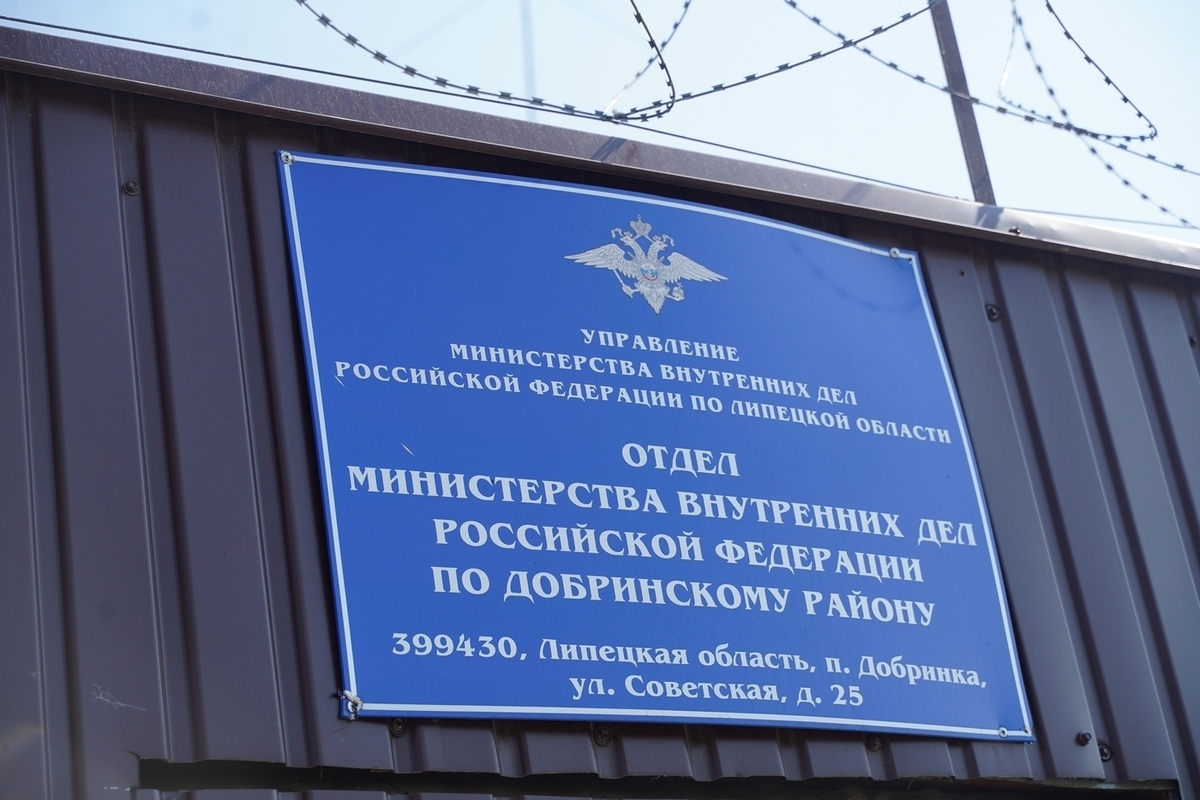 УПРАВЛЕНИЕ
МИНИСТЕРСТВА ВНУТРЕННИХ ДЕЛ
РОССИЙСКОЙ ФЕДЕРАЦИИ ПО ЛИПЕЦКОЙ ОБЛАСТИ
ОТДЕЛ
МИНИСТЕРСТВА ВНУТРЕННИХ ДЕЛ
РОССИЙСКОЙ ФЕДЕРАЦИИ
ПО ДОБРИНСКОМУ РАЙОНУ
399430, Липецкая область, п. Добринка,
ул. Советская, д. 25